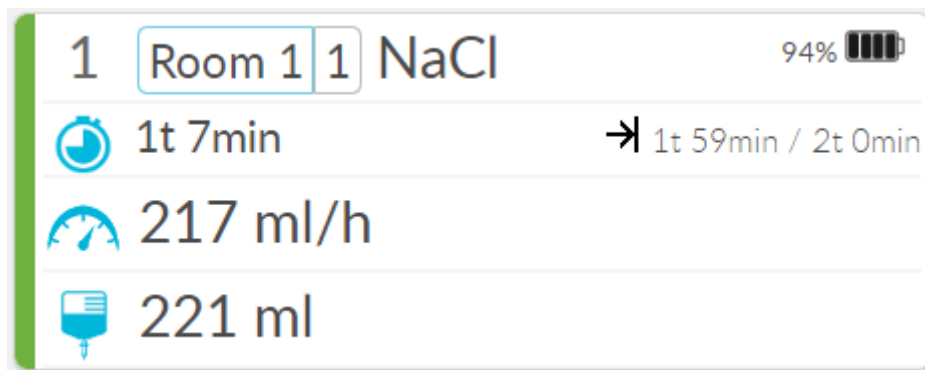 1 Room 1 1 NaCl 94%
1t 7min 1t 59min / 2t 0min
217 ml/h
221 ml